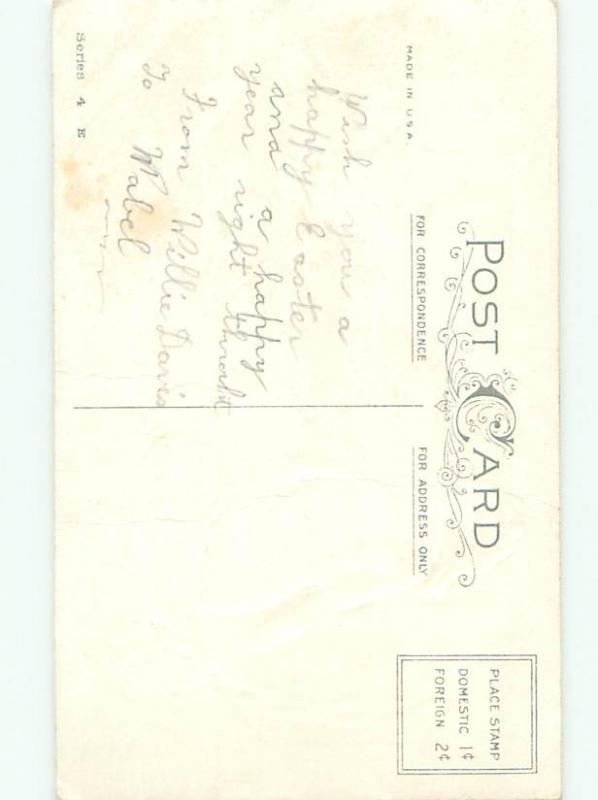 POST CARD
MADE IN U.S.A.
FOR CORRESPONDENCE
FOR ADDRESS ONLY
PLACE STAMP
DOMESTIC 1¢
FOREIGN 2¢
Wish you a
happy Easter
and a happy
year right
From Willie Davis
To Mabel
Series 4 E